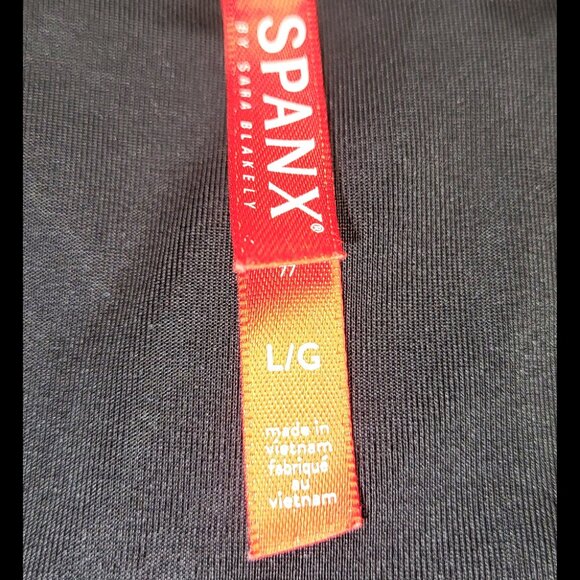 SPANX®
BY SARA BLAKELY
L/G
made in
vietnam
fabriqué
au
vietnam